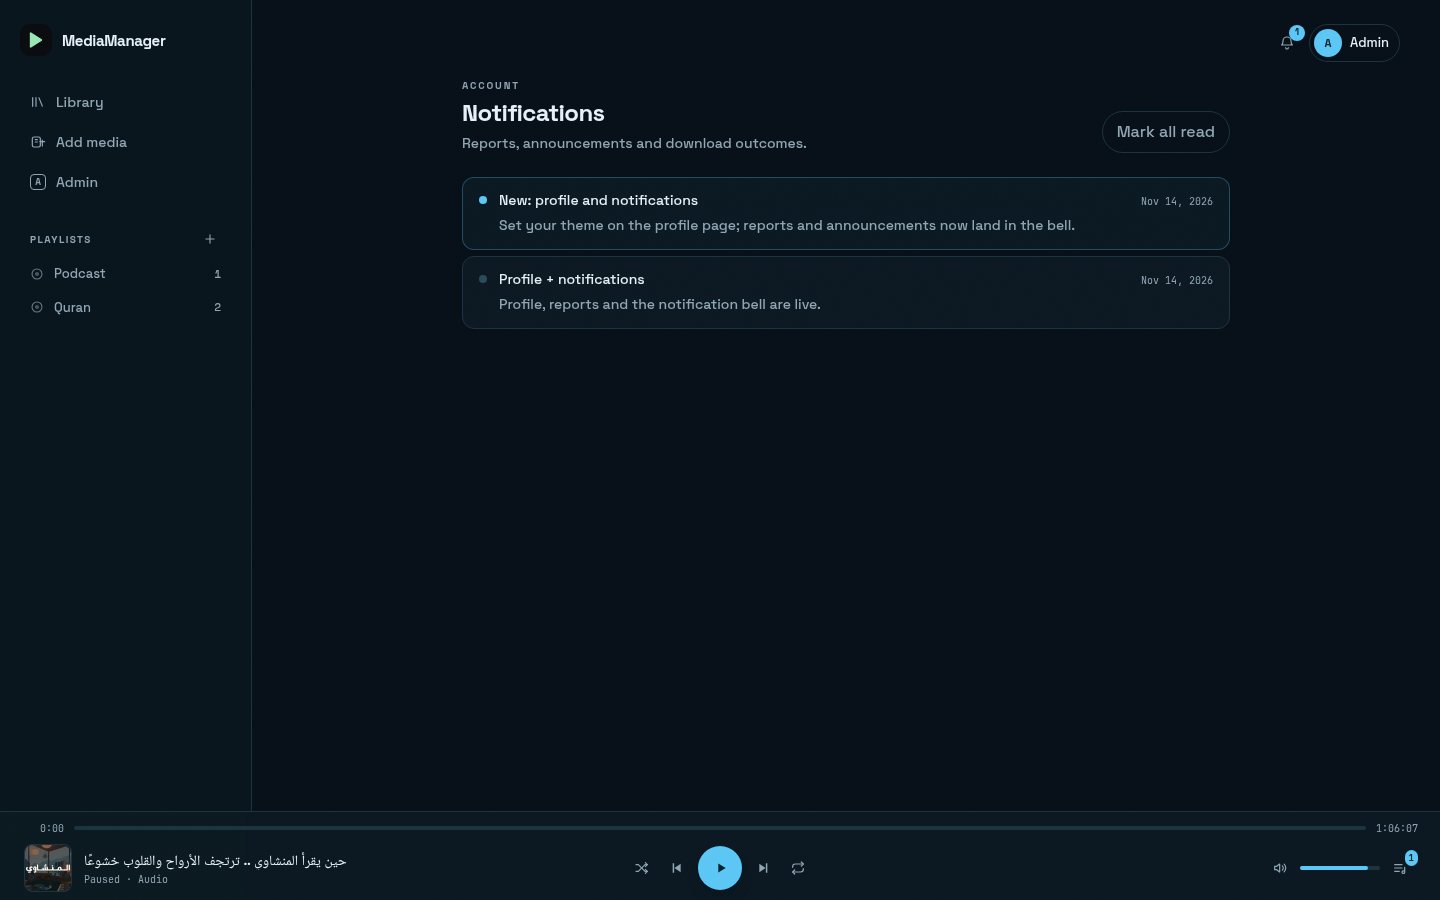 MediaManager
Library
Add media
A Admin
PLAYLISTS +
Podcast 1
Quran 2
1
A Admin
ACCOUNT
Notifications
Reports, announcements and download outcomes.
Mark all read
New: profile and notifications Nov 14, 2026
Set your theme on the profile page; reports and announcements now land in the bell.
Profile + notifications Nov 14, 2026
Profile, reports and the notification bell are live.
0:00 1:06:07
المنشاوي
حين يقرأ المنشاوي .. ترتجف الأرواح والقلوب خشوعًا
Paused · Audio
1